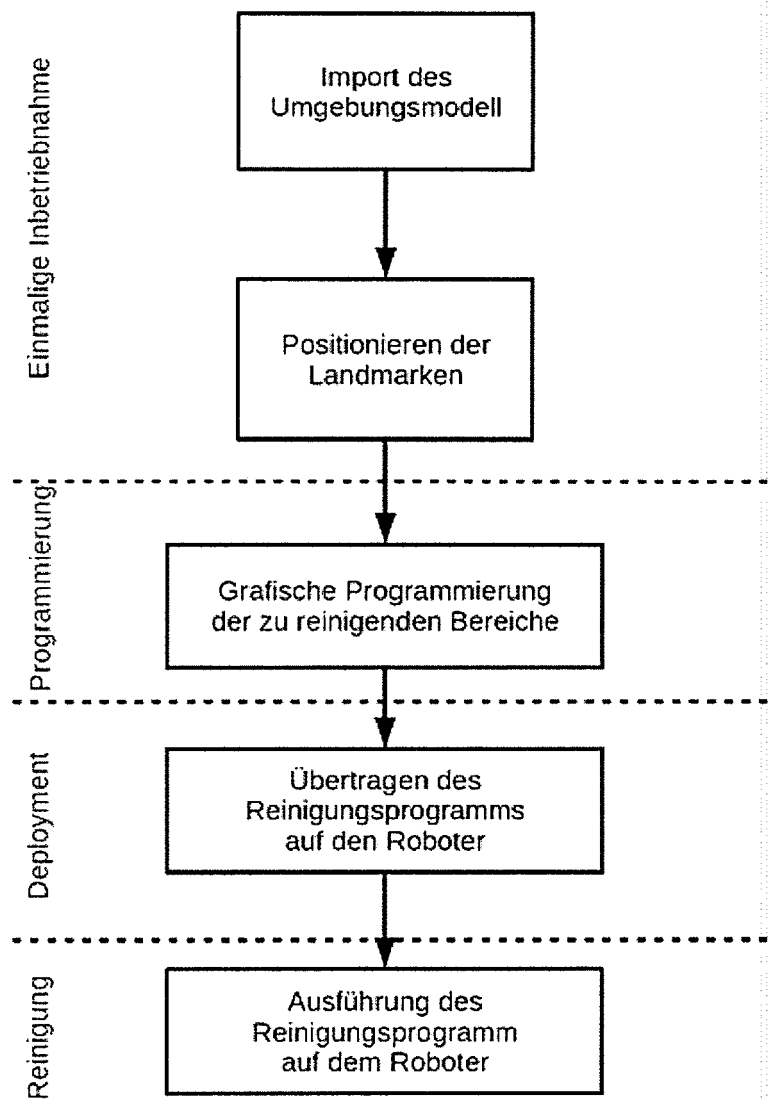 Einmalige Inbetriebnahme
Import des
Umgebungsmodell
Positionieren der
Landmarken
Programmierung
Grafische Programmierung
der zu reinigenden Bereiche
Deployment
Übertragen des
Reinigungsprogramms
auf den Roboter
Reinigung
Ausführung des
Reinigungsprogramm
auf dem Roboter